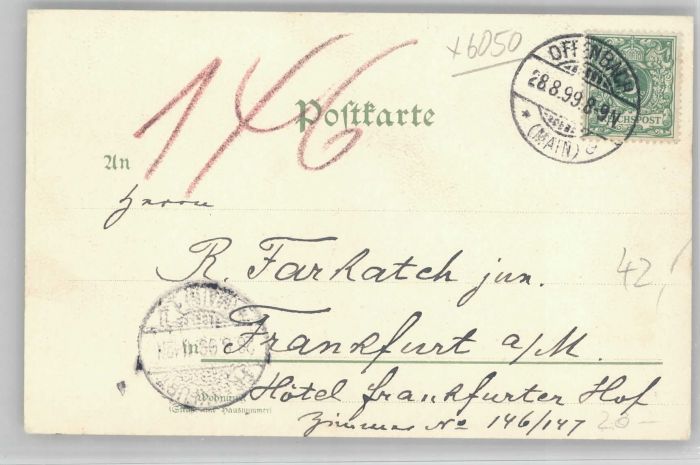 x6050
146
Postkarte
OFFENBACH
28.8.99.8-9N
* (MAIN) *
REICHSPOST
An
Herrn
R. Farkatch jun.
42,-
in Frankfurt a/M.
Wohnung
(Straße und Hausnummer)
Hôtel Frankfurter Hof
Zimmer No 146/147
20-